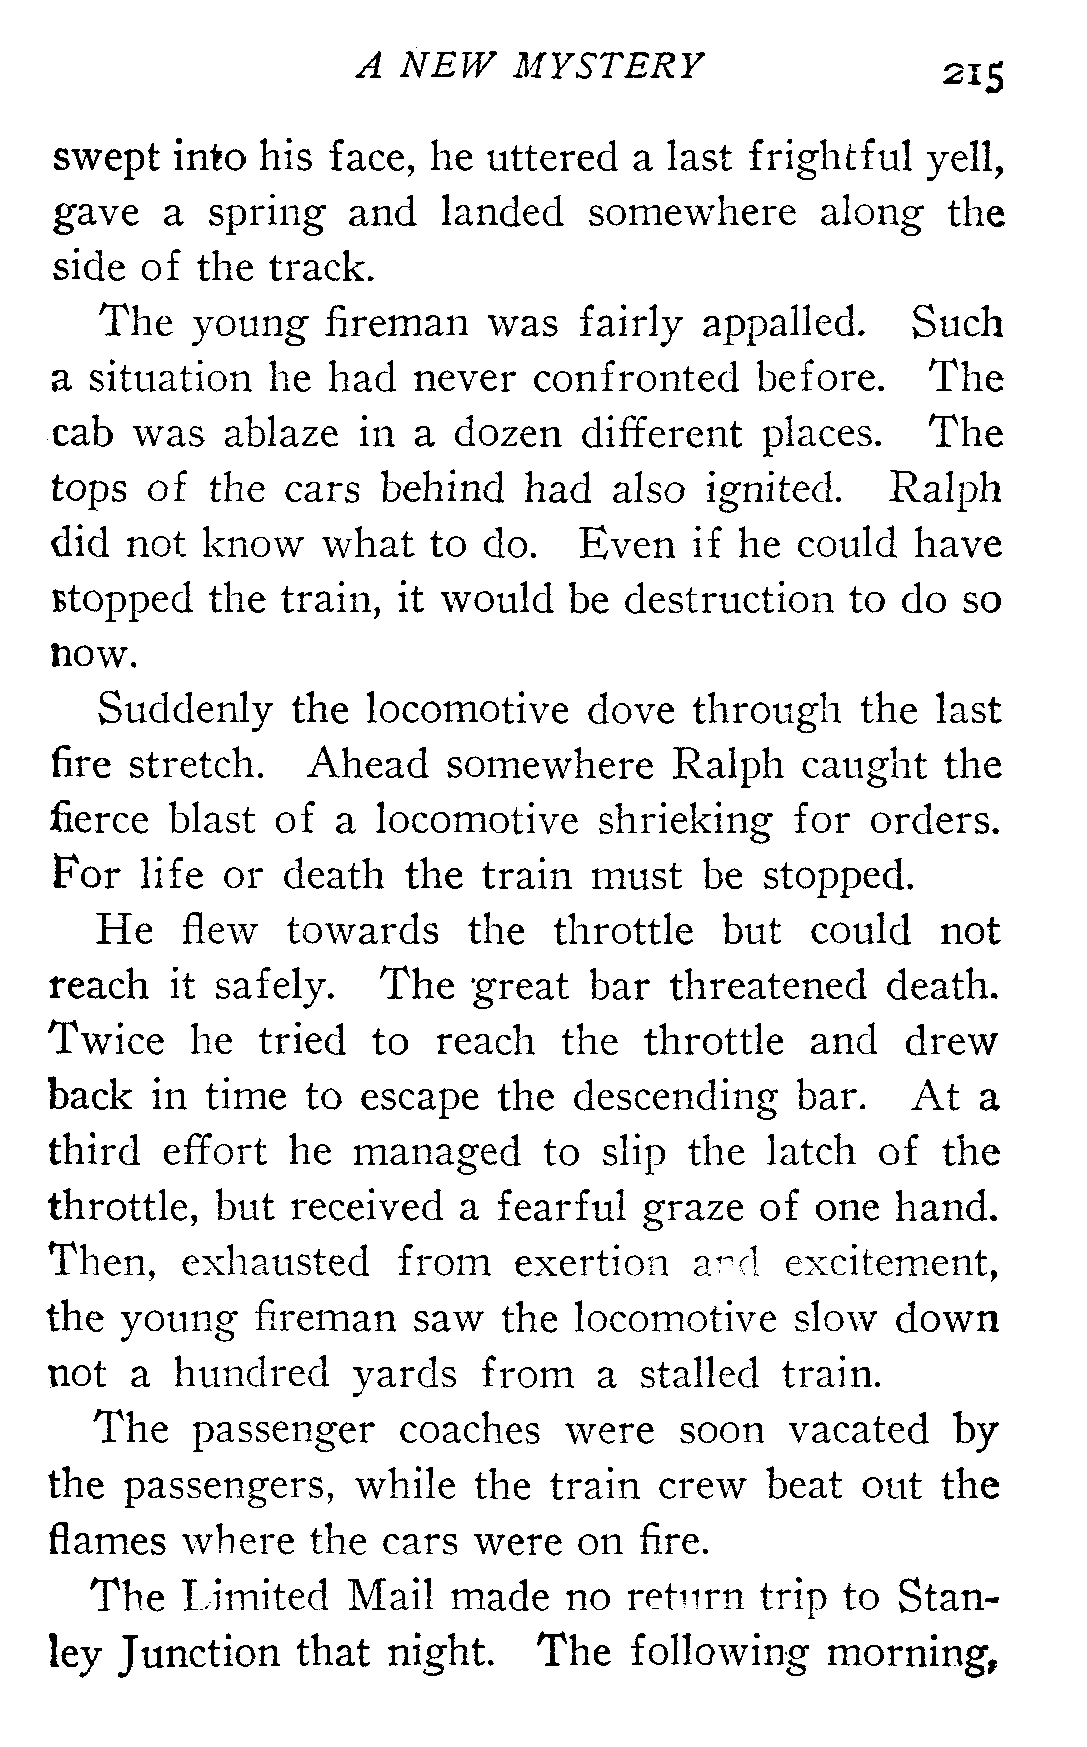 A NEW MYSTERY 215
swept into his face, he uttered a last frightful yell,
gave a spring and landed somewhere along the
side of the track.
The young fireman was fairly appalled. Such
a situation he had never confronted before. The
cab was ablaze in a dozen different places. The
tops of the cars behind had also ignited. Ralph
did not know what to do. Even if he could have
stopped the train, it would be destruction to do so
now.
Suddenly the locomotive dove through the last
fire stretch. Ahead somewhere Ralph caught the
fierce blast of a locomotive shrieking for orders.
For life or death the train must be stopped.
He flew towards the throttle but could not
reach it safely. The great bar threatened death.
Twice he tried to reach the throttle and drew
back in time to escape the descending bar. At a
third effort he managed to slip the latch of the
throttle, but received a fearful graze of one hand.
Then, exhausted from exertion and excitement,
the young fireman saw the locomotive slow down
not a hundred yards from a stalled train.
The passenger coaches were soon vacated by
the passengers, while the train crew beat out the
flames where the cars were on fire.
The Limited Mail made no return trip to Stan-
ley Junction that night. The following morning,